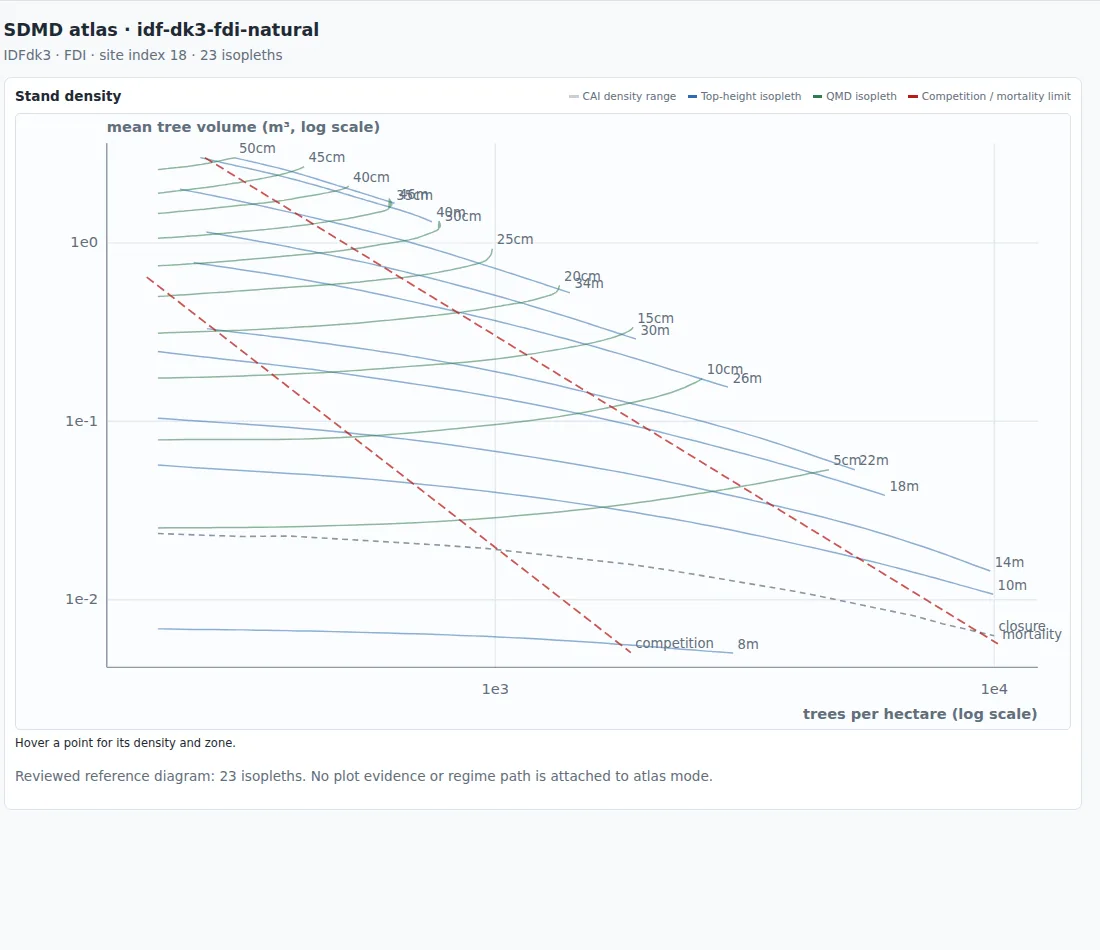 SDMD atlas · idf-dk3-fdi-natural
IDFdk3 · FDI · site index 18 · 23 isopleths
Stand density
CAI density range
Top-height isopleth
QMD isopleth
Competition / mortality limit
mean tree volume (m³, log scale)
50cm
45cm
40cm
35cm
46m
40m
30cm
25cm
1e0
20cm
34m
15cm
30m
10cm
26m
1e-1
5cm
22m
18m
14m
10m
1e-2
closure
mortality
competition
8m
1e3
1e4
trees per hectare (log scale)
Hover a point for its density and zone.
Reviewed reference diagram: 23 isopleths. No plot evidence or regime path is attached to atlas mode.